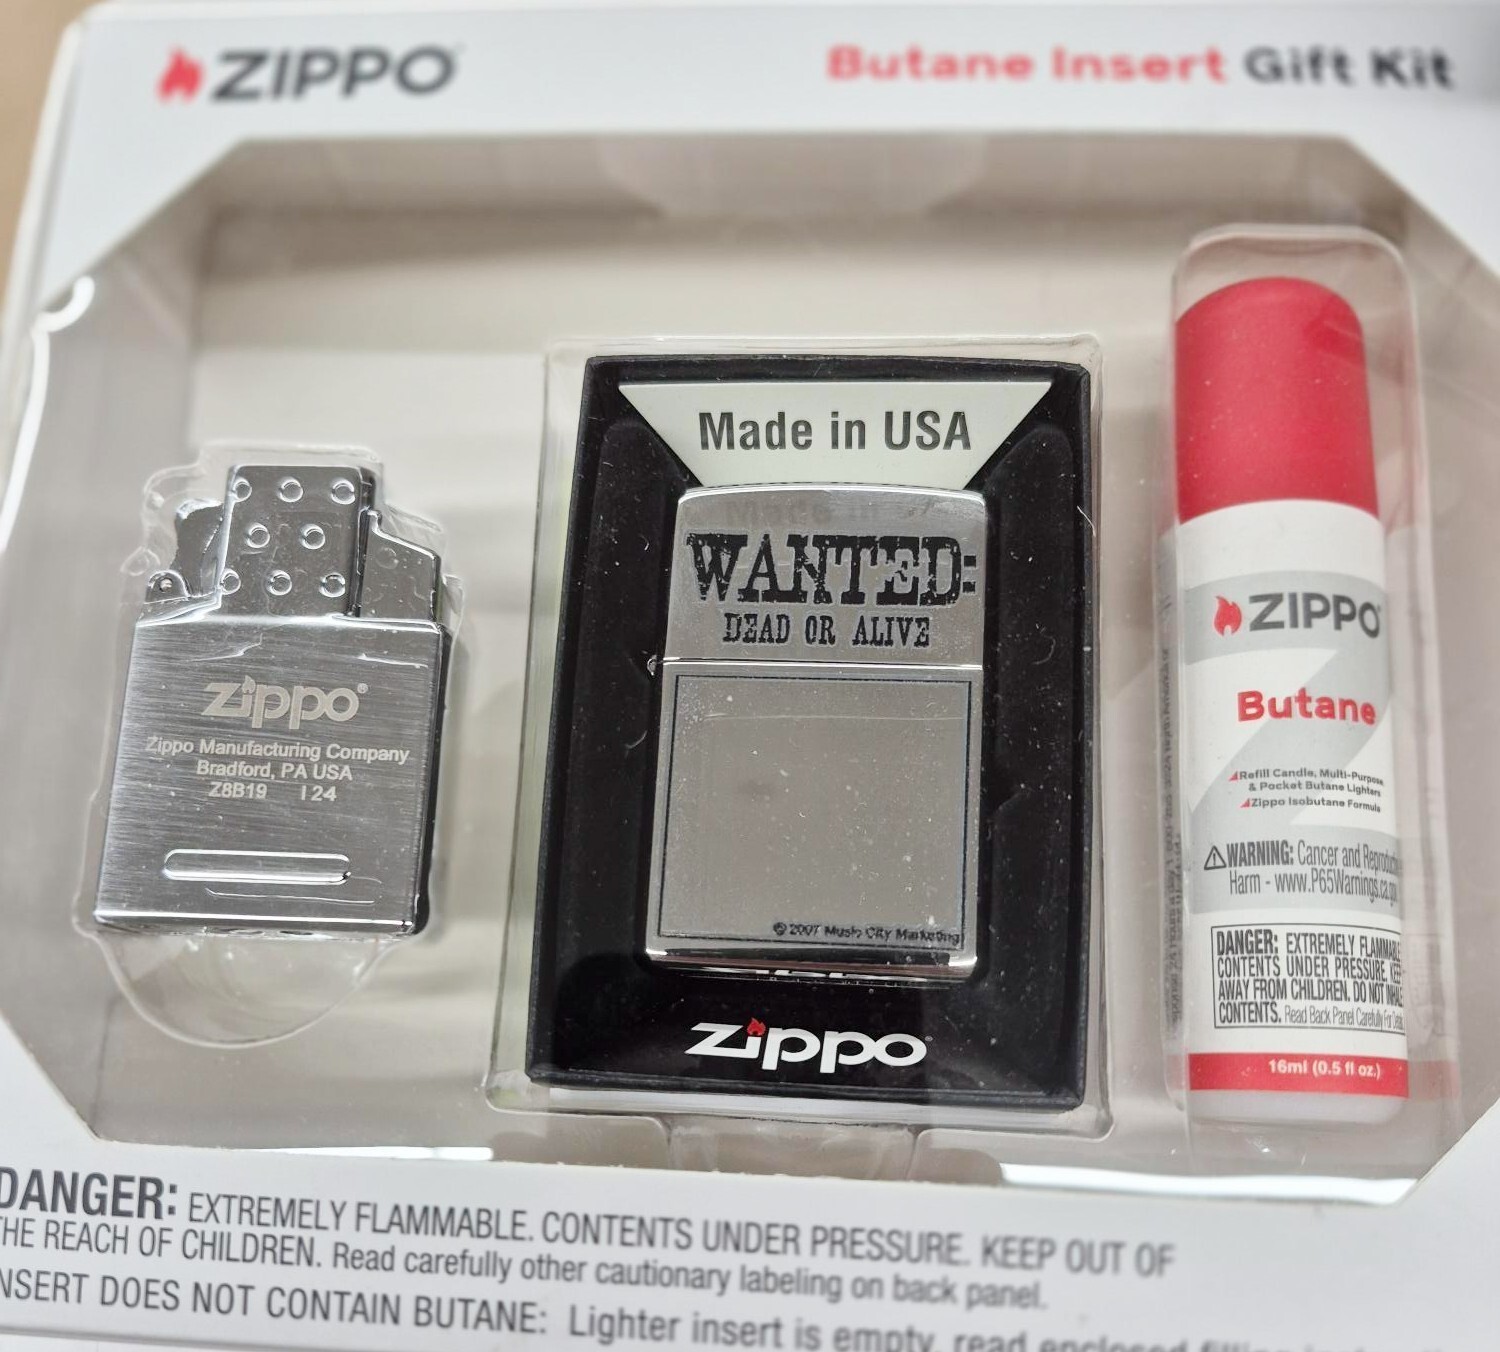 ZIPPO
Butane Insert Gift Kit
Made in USA
WANTED:
DEAD OR ALIVE
© 2007 Music City Marketing
zippo
zippo®
Zippo Manufacturing Company
Bradford, PA USA
Z8B19 I 24
ZIPPO
Butane
Refill Candle, Multi-Purpose
& Pocket Butane Lighters
Zippo Isobutane Formula
WARNING: Cancer and
Harm - www.P65Warnings.ca.gov
DANGER: EXTREMELY
CONTENTS UNDER PRESSURE.
AWAY FROM CHILDREN. DO NOT
CONTENTS. Read Back Panel Carefully For
16ml (0.5 fl oz.)
DANGER: EXTREMELY FLAMMABLE. CONTENTS UNDER PRESSURE. KEEP OUT OF
THE REACH OF CHILDREN. Read carefully other cautionary labeling on back panel.
INSERT DOES NOT CONTAIN BUTANE: Lighter insert is empty, read enclosed filling